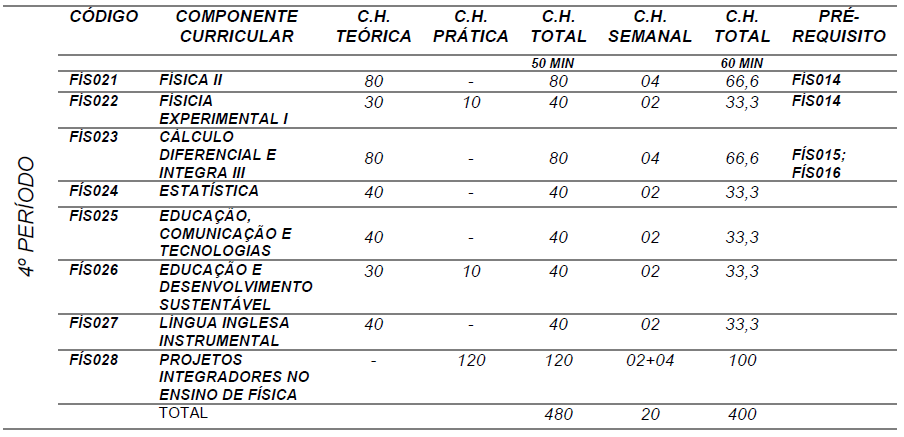 CÓDIGO COMPONENTE CURRICULAR C.H. TEÓRICA C.H. PRÁTICA C.H. TOTAL C.H. SEMANAL C.H. TOTAL PRÉ-REQUISITO
50 MIN 60 MIN
4º PERÍODO
FÍS021 FÍSICA II 80 - 80 04 66,6 FÍS014
FÍS022 FÍSICIA 30 10 40 02 33,3 FÍS014
EXPERIMENTAL I
FÍS023 CÁLCULO
DIFERENCIAL E FÍS015;
INTEGRA III 80 - 80 04 66,6 FÍS016
FÍS024 ESTATÍSTICA 40 - 40 02 33,3
FÍS025 EDUCAÇÃO,
COMUNICAÇÃO E
TECNOLOGIAS 40 - 40 02 33,3
FÍS026 EDUCAÇÃO E 30 10 40 02 33,3
DESENVOLVIMENTO
SUSTENTÁVEL
FÍS027 LÍNGUA INGLESA 40 - 40 02 33,3
INSTRUMENTAL
FÍS028 PROJETOS - 120 120 02+04 100
INTEGRADORES NO
ENSINO DE FÍSICA
TOTAL 480 20 400